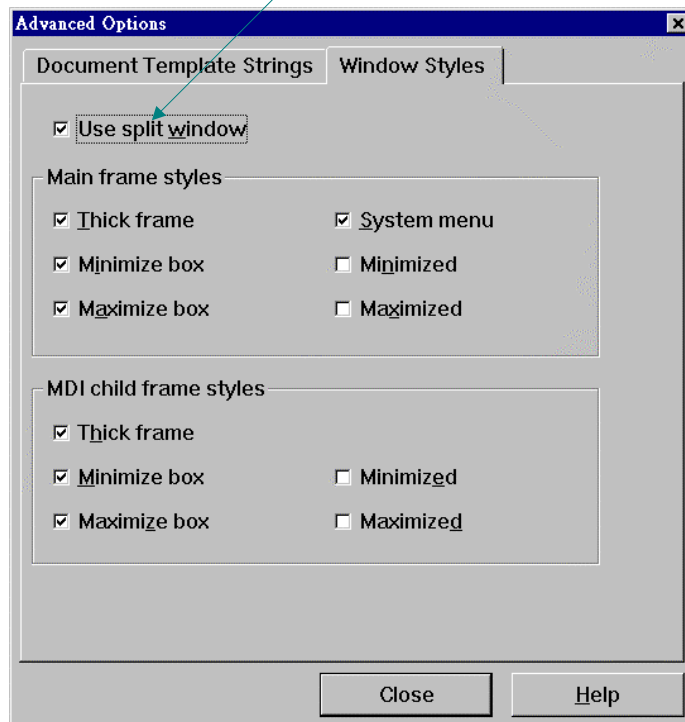 Advanced Options
Document Template Strings
Window Styles
Use split window
Main frame styles
Thick frame
System menu
Minimize box
Minimized
Maximize box
Maximized
MDI child frame styles
Thick frame
Minimize box
Minimized
Maximize box
Maximized
Close
Help